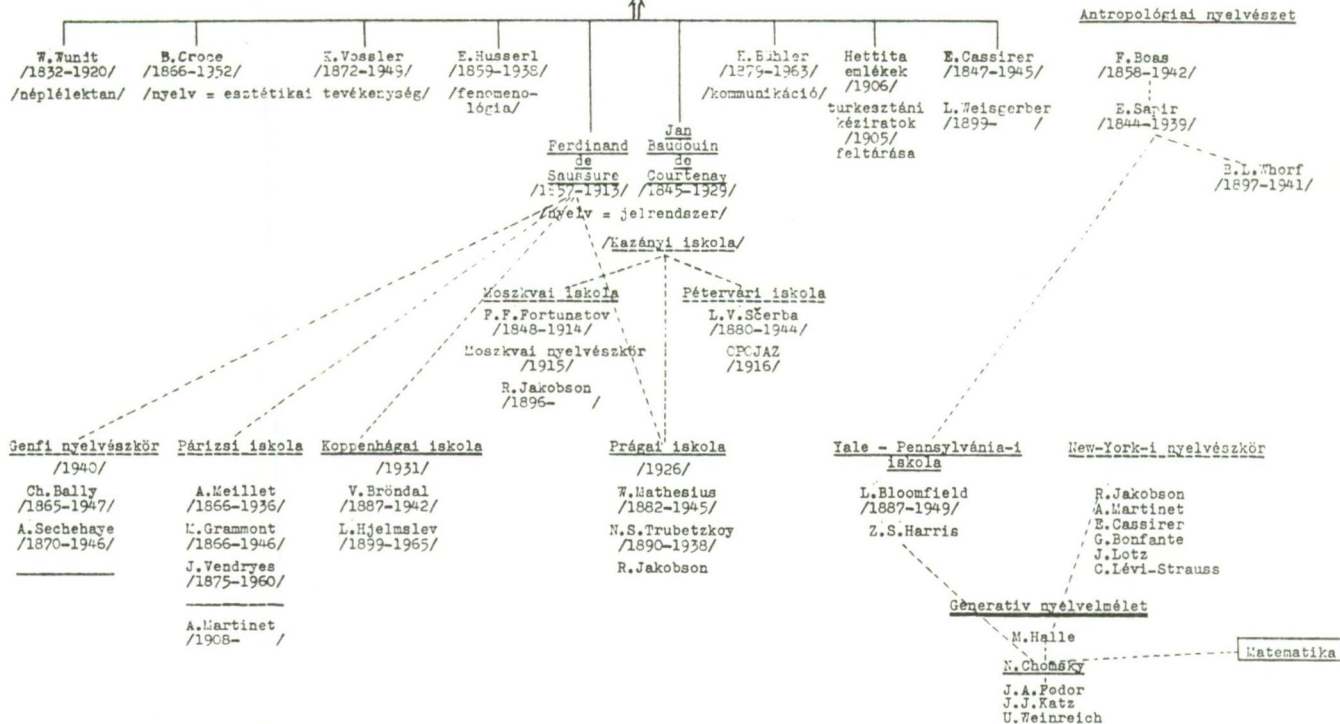 Antropológiai nyelvészet
W.Wundt
/1832-1920/
/néplélektan/
B.Croce
/1866-1952/
/nyelv = esztétikai tevékenység/
K.Vossler
/1872-1949/
E.Husserl
/1859-1938/
/fenomeno-
lógia/
Ferdinand
de
Saussure
/1857-1913/
Jan
Baudouin
de
Courtenay
/1845-1929/
/nyelv = jelrendszer/
K.Bühler
/1879-1963/
/kommunikáció/
Hettita
emlékek
/1906/
turkesztáni
kéziratok
/1905/
feltárása
E.Cassirer
/1847-1945/
L.Weisgerber
/1899- /
F.Boas
/1858-1942/
E.Sapir
/1844-1939/
B.L.Whorf
/1897-1941/
/Kazányi iskola/
Moszkvai iskola
F.F.Fortunatov
/1848-1914/
Moszkvai nyelvészkör
/1915/
R.Jakobson
/1896- /
Pétervári iskola
L.V.Ščerba
/1880-1944/
OPOJAZ
/1916/
Genfi nyelvészkör
/1940/
Ch.Bally
/1865-1947/
A.Sechehaye
/1870-1946/
Párizsi iskola
A.Meillet
/1866-1936/
M.Grammont
/1866-1946/
J.Vendryes
/1875-1960/
A.Martinet
/1908- /
Koppenhágai iskola
/1931/
V.Bröndal
/1887-1942/
L.Hjelmslev
/1899-1965/
Prágai iskola
/1926/
W.Mathesius
/1882-1945/
N.S.Trubetzkoy
/1890-1938/
R.Jakobson
Yale - Pennsylvánia-i
iskola
L.Bloomfield
/1887-1949/
Z.S.Harris
New-York-i nyelvészkör
R.Jakobson
A.Martinet
E.Cassirer
G.Bonfante
J.Lotz
C.Lévi-Strauss
Generatív nyelvelmélet
M.Halle
N.Chomsky
J.A.Fodor
J.J.Katz
U.Weinreich
Matematika